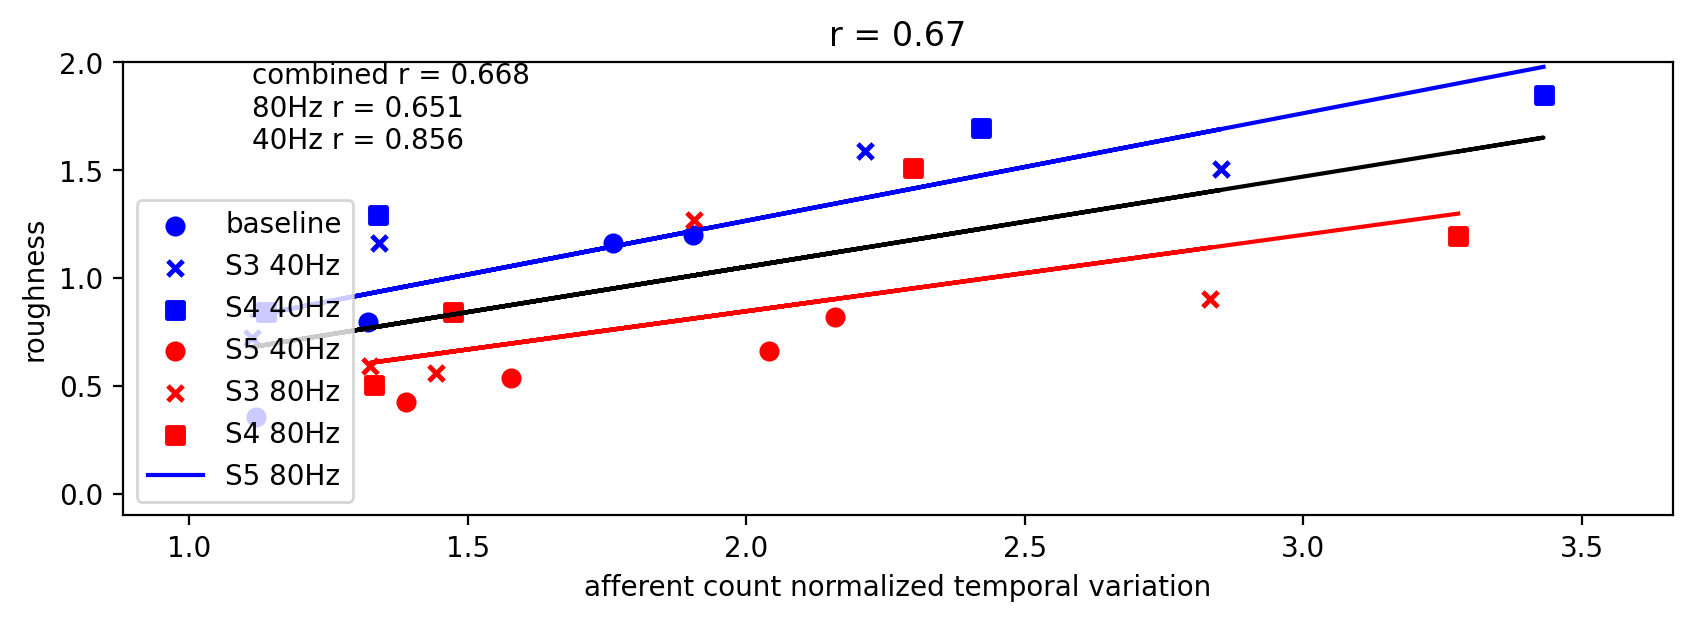 r = 0.67
combined r = 0.668
80Hz r = 0.651
40Hz r = 0.856
roughness
2.0
1.5
1.0
0.5
0.0
baseline
S3 40Hz
S4 40Hz
S5 40Hz
S3 80Hz
S4 80Hz
S5 80Hz
1.0 1.5 2.0 2.5 3.0 3.5
afferent count normalized temporal variation